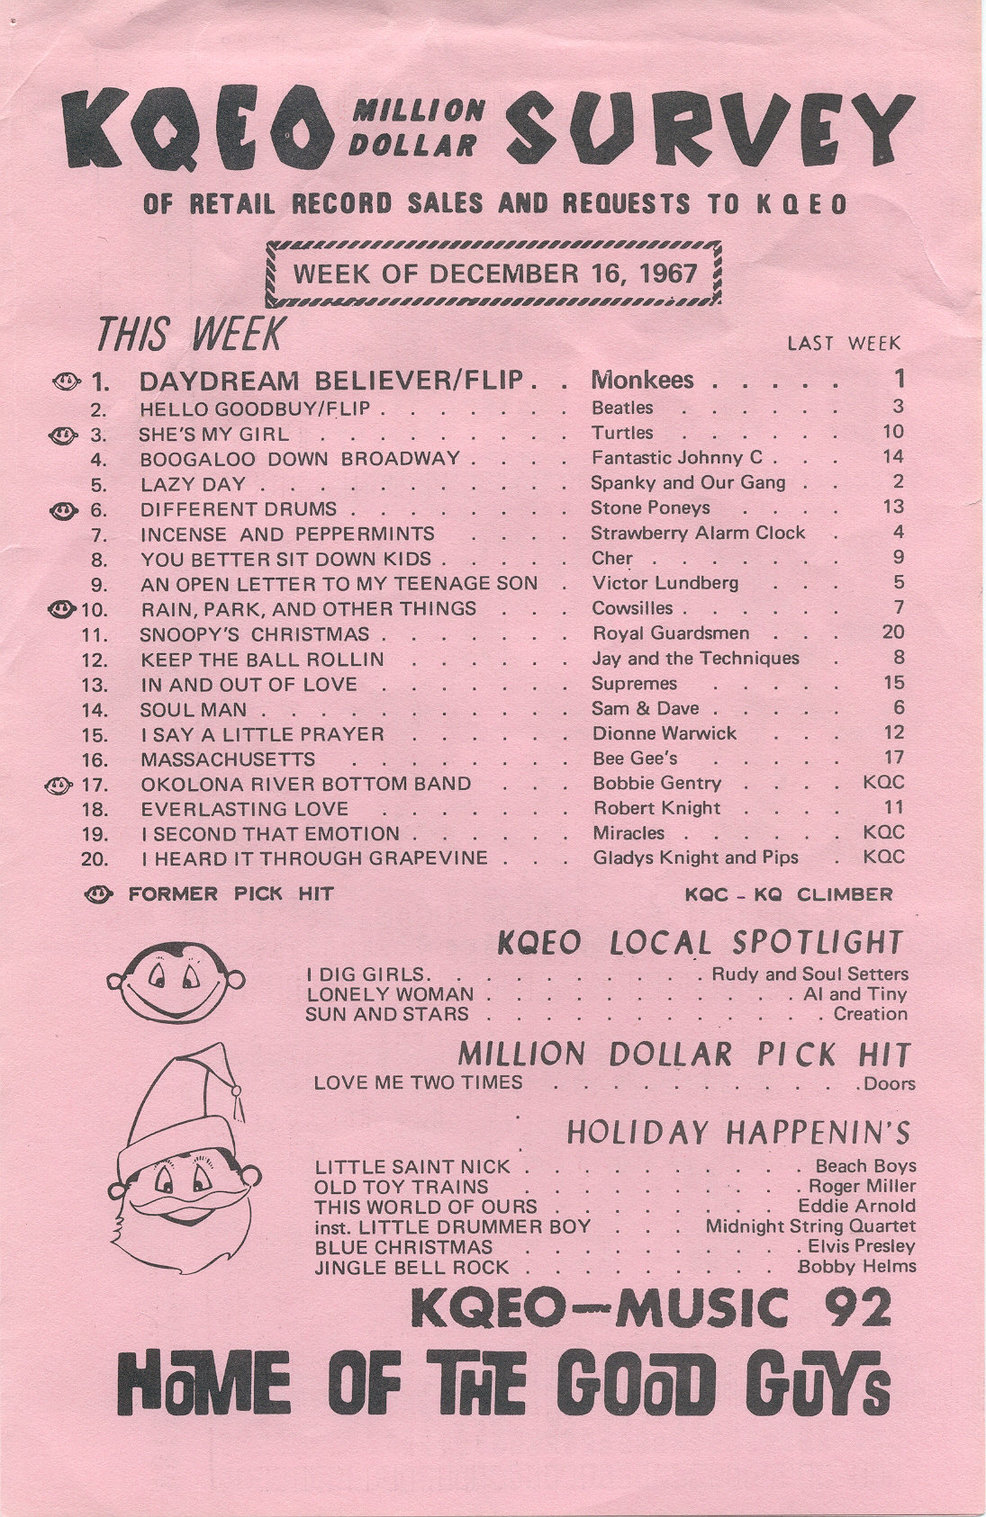 KQEO MILLION DOLLAR SURVEY
OF RETAIL RECORD SALES AND REQUESTS TO KQEO
WEEK OF DECEMBER 16, 1967
THIS WEEK LAST WEEK
1. DAYDREAM BELIEVER/FLIP . . Monkees . . . . . 1
2. HELLO GOODBUY/FLIP . . . . . . . Beatles . . . . . . 3
3. SHE'S MY GIRL . . . . . . . . . Turtles . . . . . . 10
4. BOOGALOO DOWN BROADWAY . . . . Fantastic Johnny C . . . 14
5. LAZY DAY . . . . . . . . . . . Spanky and Our Gang . . 2
6. DIFFERENT DRUMS . . . . . . . . Stone Poneys . . . . 13
7. INCENSE AND PEPPERMINTS . . . . Strawberry Alarm Clock . 4
8. YOU BETTER SIT DOWN KIDS . . . . . Cher . . . . . . . 9
9. AN OPEN LETTER TO MY TEENAGE SON . Victor Lundberg . . . 5
10. RAIN, PARK, AND OTHER THINGS . . . Cowsilles . . . . . . 7
11. SNOOPY'S CHRISTMAS . . . . . . . Royal Guardsmen . . . 20
12. KEEP THE BALL ROLLIN . . . . . . Jay and the Techniques . 8
13. IN AND OUT OF LOVE . . . . . . . Supremes . . . . . 15
14. SOUL MAN . . . . . . . . . . . Sam & Dave . . . . . 6
15. I SAY A LITTLE PRAYER . . . . . . Dionne Warwick . . . 12
16. MASSACHUSETTS . . . . . . . . Bee Gee's . . . . . 17
17. OKOLONA RIVER BOTTOM BAND . . . Bobbie Gentry . . . . KQC
18. EVERLASTING LOVE . . . . . . . Robert Knight . . . . 11
19. I SECOND THAT EMOTION . . . . . . Miracles . . . . . . KQC
20. I HEARD IT THROUGH GRAPEVINE . . . Gladys Knight and Pips . KQC
FORMER PICK HIT KQC - KQ CLIMBER
KQEO LOCAL SPOTLIGHT
I DIG GIRLS. . . . . . . . . . Rudy and Soul Setters
LONELY WOMAN . . . . . . . . . . . Al and Tiny
SUN AND STARS . . . . . . . . . . . . Creation
MILLION DOLLAR PICK HIT
LOVE ME TWO TIMES . . . . . . . . . . . Doors
HOLIDAY HAPPENIN'S
LITTLE SAINT NICK . . . . . . . . . . Beach Boys
OLD TOY TRAINS . . . . . . . . . . Roger Miller
THIS WORLD OF OURS . . . . . . . . . Eddie Arnold
inst. LITTLE DRUMMER BOY . . . Midnight String Quartet
BLUE CHRISTMAS . . . . . . . . . . Elvis Presley
JINGLE BELL ROCK . . . . . . . . . Bobby Helms
KQEO—MUSIC 92
HOME OF THE GOOD GUYS